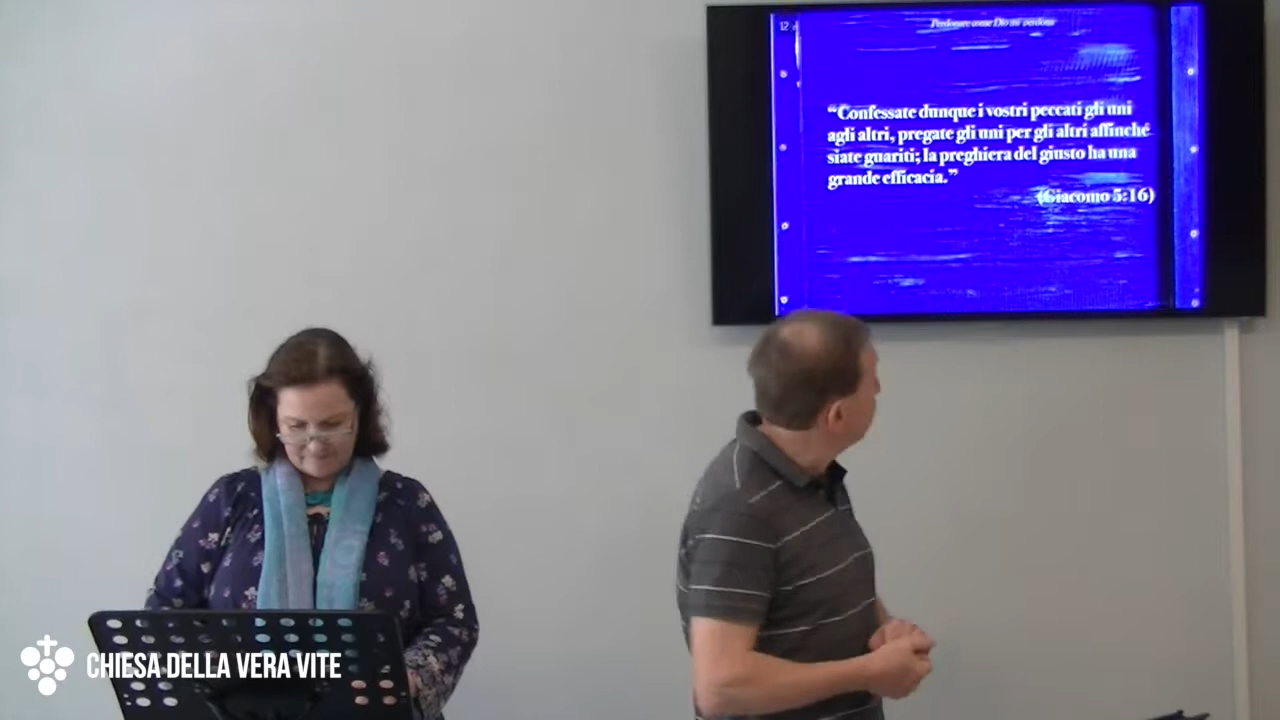 12
Perdonare come Dio mi perdona
“Confessate dunque i vostri peccati gli uni
agli altri, pregate gli uni per gli altri affinché
siate guariti; la preghiera del giusto ha una
grande efficacia.”
(Giacomo 5:16)
CHIESA DELLA VERA VITE